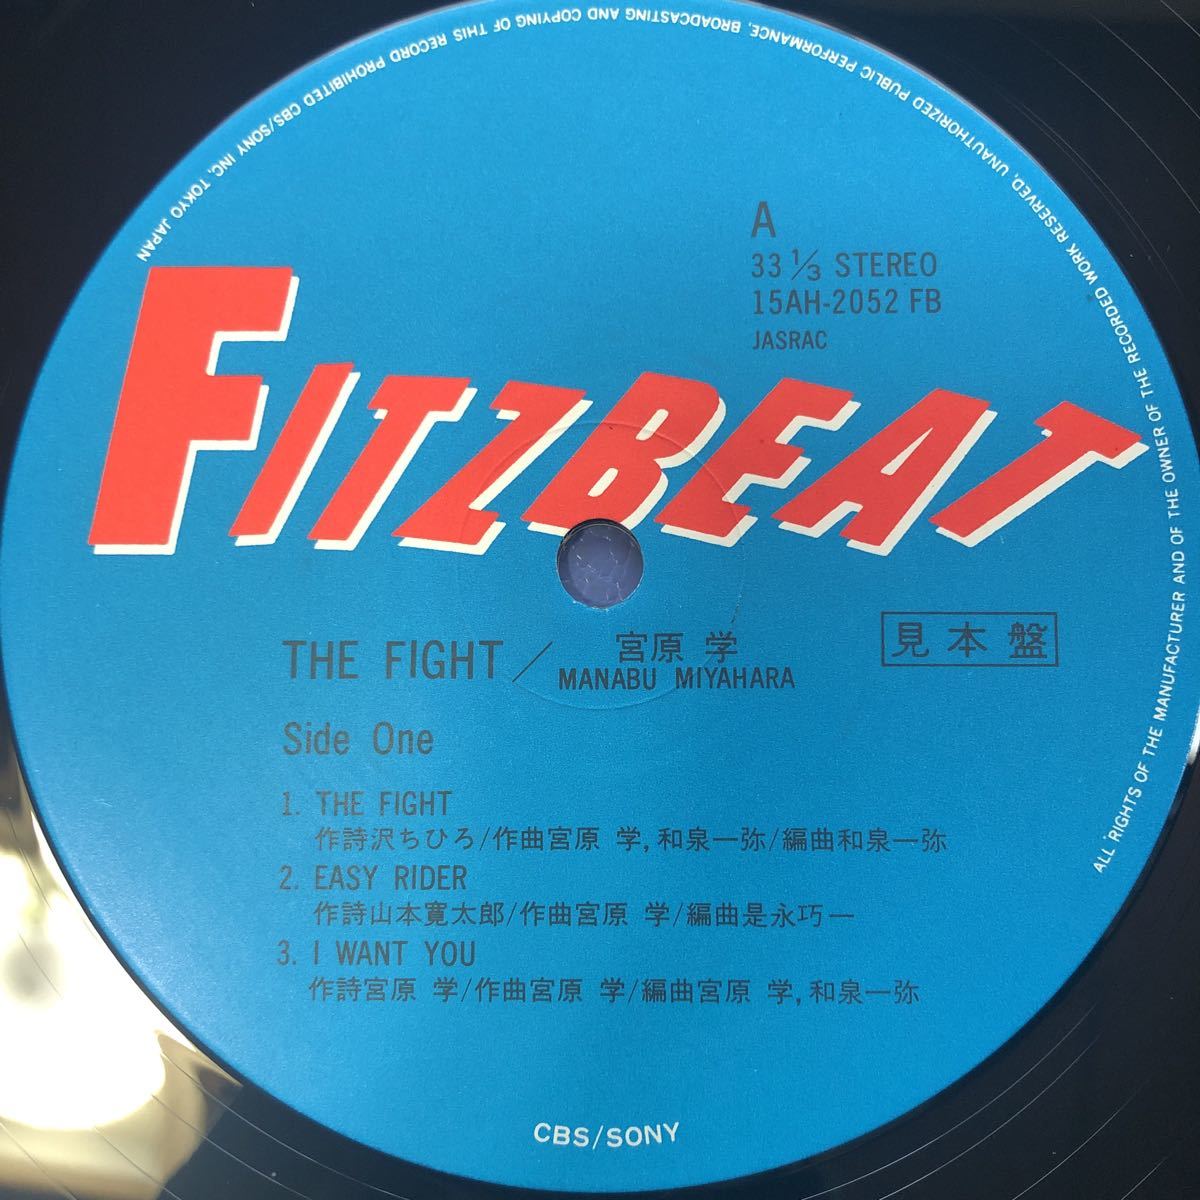 ALL RIGHTS OF THE MANUFACTURER AND OF THE OWNER OF THE RECORDED WORK RESERVED. UNAUTHORIZED PUBLIC PERFORMANCE, BROADCASTING AND COPYING OF THIS RECORD PROHIBITED CBS/SONY INC. TOKYO JAPAN
A
33 1/3 STEREO
15AH-2052 FB
JASRAC
FITZBEAT
THE FIGHT / 宮原 学
MANABU MIYAHARA
見本盤
Side One
1. THE FIGHT
作詩沢ちひろ/作曲宮原 学, 和泉一弥/編曲和泉一弥
2. EASY RIDER
作詩山本寛太郎/作曲宮原 学/編曲是永巧一
3. I WANT YOU
作詩宮原 学/作曲宮原 学/編曲宮原 学, 和泉一弥
CBS/SONY